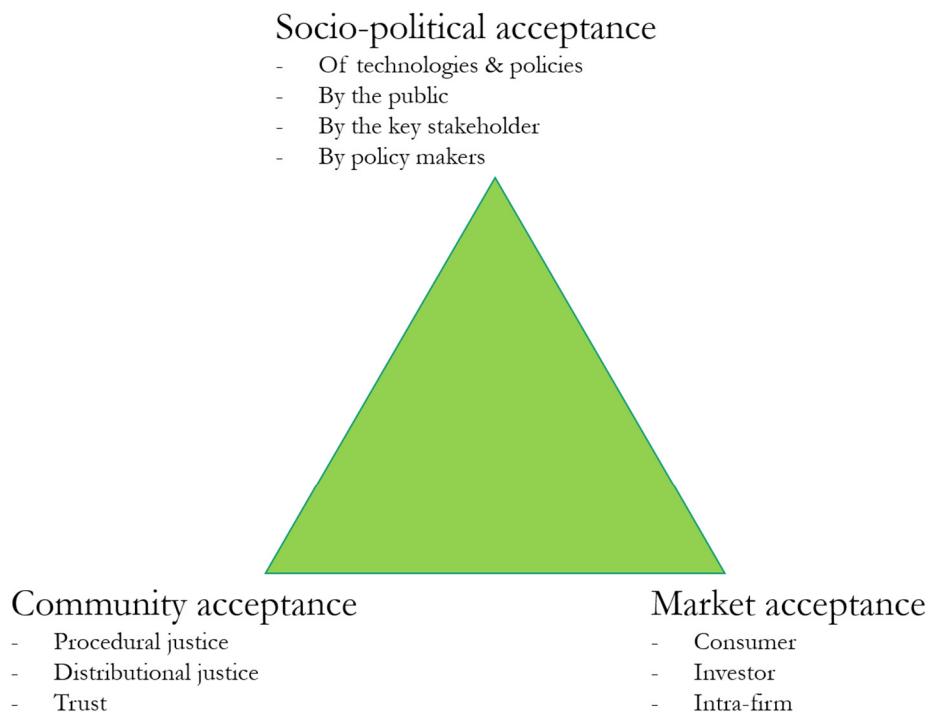 Socio-political acceptance
- Of technologies & policies
- By the public
- By the key stakeholder
- By policy makers
Community acceptance
- Procedural justice
- Distributional justice
- Trust
Market acceptance
- Consumer
- Investor
- Intra-firm